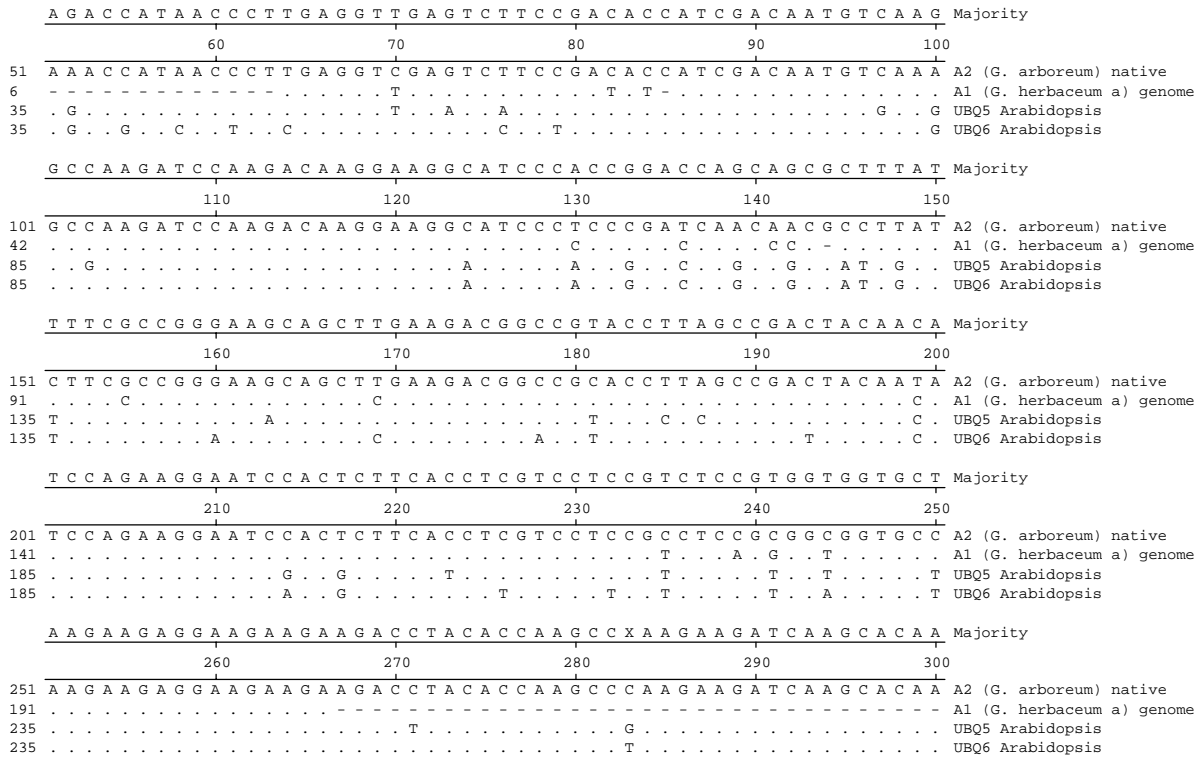 A G A C C A T A A C C C T T G A G G T T G A G T C T T C C G A C A C C A T C G A C A A T G T C A A G Majority
60 70 80 90 100
51 A A A C C A T A A C C C T T G A G G T C G A G T C T T C C G A C A C C A T C G A C A A T G T C A A A A2 (G. arboreum) native
6 - - - - - - - - - - - - - . . . . . . T . . . . . . . . . . . T . T - . . . . . . . . . . . . . . . A1 (G. herbaceum a) genome
35 . G . . . . . . . . . . . . . . . . . T . . A . . A . . . . . . . . . . . . . . . . . . . . G . . G UBQ5 Arabidopsis
35 . G . . G . . C . . T . . C . . . . . . . . . . . C . . T . . . . . . . . . . . . . . . . . . . . G UBQ6 Arabidopsis
G C C A A G A T C C A A G A C A A G G A A G G C A T C C C A C C G G A C C A G C A G C G C T T T A T Majority
110 120 130 140 150
101 G C C A A G A T C C A A G A C A A G G A A G G C A T C C C T C C C G A T C A A C A A C G C C T T A T A2 (G. arboreum) native
42 . . . . . . . . . . . . . . . . . . . . . . . . . . . . . C . . . . . C . . . . C C . - . . . . . . A1 (G. herbaceum a) genome
85 . . G . . . . . . . . . . . . . . . . . . . . A . . . . . A . . G . . C . . G . . G . . A T . G . . UBQ5 Arabidopsis
85 . . . . . . . . . . . . . . . . . . . . . . . A . . . . . A . . G . . C . . G . . G . . A T . G . . UBQ6 Arabidopsis
T T T C G C C G G G A A G C A G C T T G A A G A C G G C C G T A C C T T A G C C G A C T A C A A C A Majority
160 170 180 190 200
151 C T T C G C C G G G A A G C A G C T T G A A G A C G G C C G C A C C T T A G C C G A C T A C A A T A A2 (G. arboreum) native
91 . . . . C . . . . . . . . . . . . . C . . . . . . . . . . . . . . . . . . . . . . . . . . . . . C . A1 (G. herbaceum a) genome
135 T . . . . . . . . . . . A . . . . . . . . . . . . . . . . . T . . . C . C . . . . . . . . . . . C . UBQ5 Arabidopsis
135 T . . . . . . . . A . . . . . . . . C . . . . . . . . A . . T . . . . . . . . . . . T . . . . . C . UBQ6 Arabidopsis
T C C A G A A G G A A T C C A C T C T T C A C C T C G T C C T C C G T C T C C G T G G T G G T G C T Majority
210 220 230 240 250
201 T C C A G A A G G A A T C C A C T C T T C A C C T C G T C C T C C G C C T C C G C G G C G G T G C C A2 (G. arboreum) native
141 . . . . . . . . . . . . . . . . . . . . . . . . . . . . . . . . . . T . . . A . G . . T . . . . . . A1 (G. herbaceum a) genome
185 . . . . . . . . . . . . . G . . G . . . . . T . . . . . . . . . . . T . . . . . T . . T . . . . . T UBQ5 Arabidopsis
185 . . . . . . . . . . . . . A . . G . . . . . . . . T . . . . . T . . T . . . . . T . . A . . . . . T UBQ6 Arabidopsis
A A G A A G A G G A A G A A G A A G A C C T A C A C C A A G C C X A A G A A G A T C A A G C A C A A Majority
260 270 280 290 300
251 A A G A A G A G G A A G A A G A A G A C C T A C A C C A A G C C C A A G A A G A T C A A G C A C A A A2 (G. arboreum) native
191 . . . . . . . . . . . . . . . . - - - - - - - - - - - - - - - - - - - - - - - - - - - - - - - - - - A1 (G. herbaceum a) genome
235 . . . . . . . . . . . . . . . . . . . . T . . . . . . . . . . . G . . . . . . . . . . . . . . . . . UBQ5 Arabidopsis
235 . . . . . . . . . . . . . . . . . . . . . . . . . . . . . . . . T . . . . . . . . . . . . . . . . . UBQ6 Arabidopsis